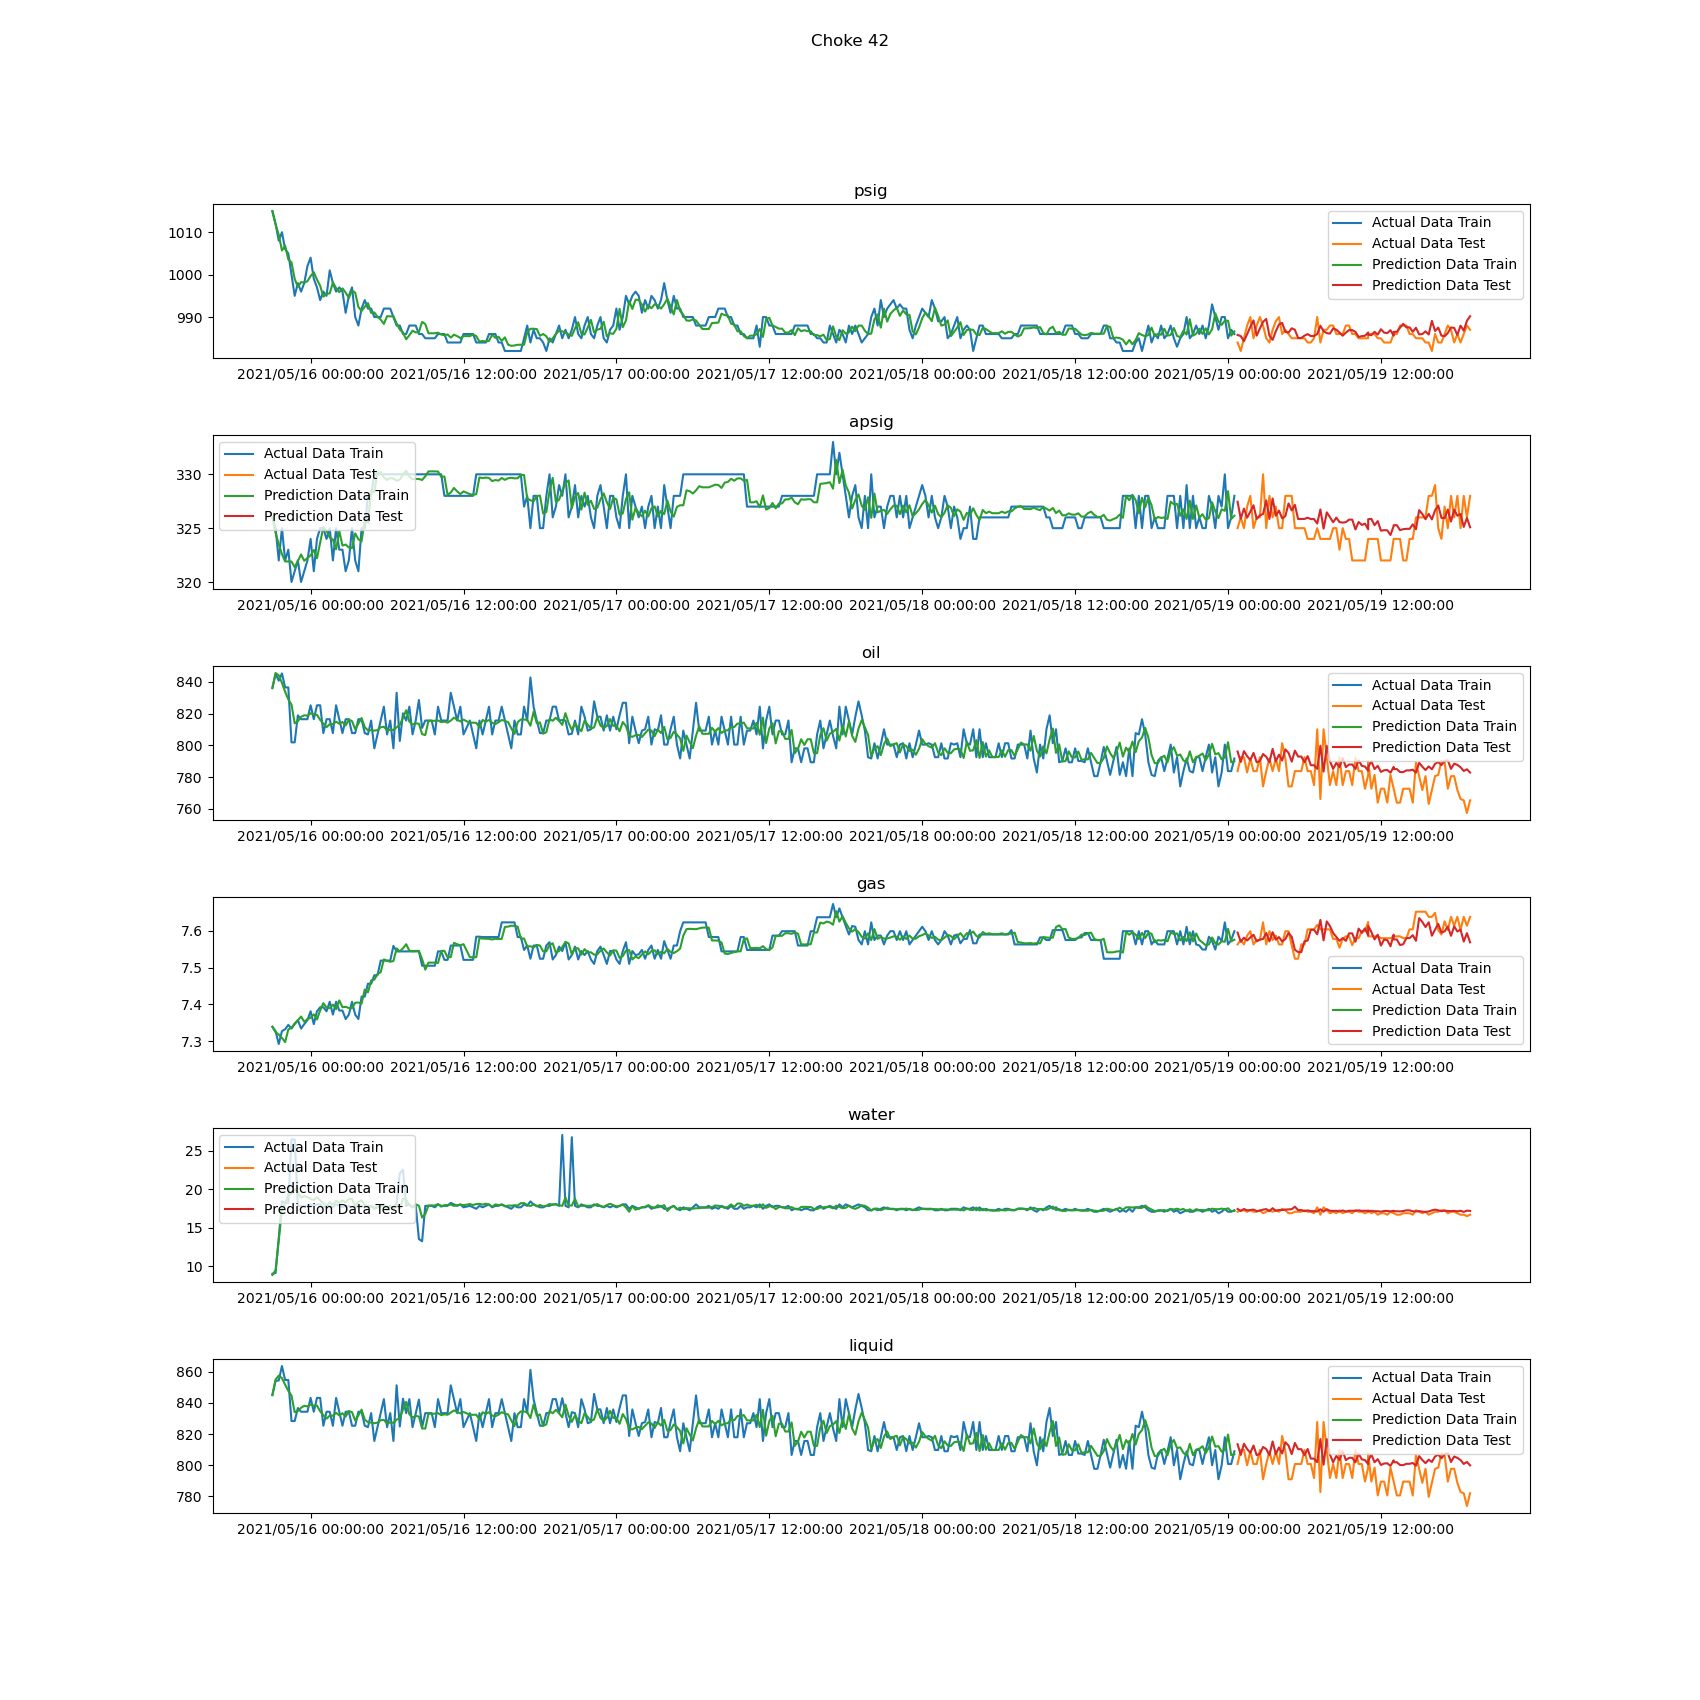 Choke 42
psig
1010
1000
990
Actual Data Train
Actual Data Test
Prediction Data Train
Prediction Data Test
2021/05/16 00:00:00 2021/05/16 12:00:00 2021/05/17 00:00:00 2021/05/17 12:00:00 2021/05/18 00:00:00 2021/05/18 12:00:00 2021/05/19 00:00:00 2021/05/19 12:00:00
apsig
330
325
320
Actual Data Train
Actual Data Test
Prediction Data Train
Prediction Data Test
2021/05/16 00:00:00 2021/05/16 12:00:00 2021/05/17 00:00:00 2021/05/17 12:00:00 2021/05/18 00:00:00 2021/05/18 12:00:00 2021/05/19 00:00:00 2021/05/19 12:00:00
oil
840
820
800
780
760
Actual Data Train
Actual Data Test
Prediction Data Train
Prediction Data Test
2021/05/16 00:00:00 2021/05/16 12:00:00 2021/05/17 00:00:00 2021/05/17 12:00:00 2021/05/18 00:00:00 2021/05/18 12:00:00 2021/05/19 00:00:00 2021/05/19 12:00:00
gas
7.6
7.5
7.4
7.3
Actual Data Train
Actual Data Test
Prediction Data Train
Prediction Data Test
2021/05/16 00:00:00 2021/05/16 12:00:00 2021/05/17 00:00:00 2021/05/17 12:00:00 2021/05/18 00:00:00 2021/05/18 12:00:00 2021/05/19 00:00:00 2021/05/19 12:00:00
water
25
20
15
10
Actual Data Train
Actual Data Test
Prediction Data Train
Prediction Data Test
2021/05/16 00:00:00 2021/05/16 12:00:00 2021/05/17 00:00:00 2021/05/17 12:00:00 2021/05/18 00:00:00 2021/05/18 12:00:00 2021/05/19 00:00:00 2021/05/19 12:00:00
liquid
860
840
820
800
780
Actual Data Train
Actual Data Test
Prediction Data Train
Prediction Data Test
2021/05/16 00:00:00 2021/05/16 12:00:00 2021/05/17 00:00:00 2021/05/17 12:00:00 2021/05/18 00:00:00 2021/05/18 12:00:00 2021/05/19 00:00:00 2021/05/19 12:00:00